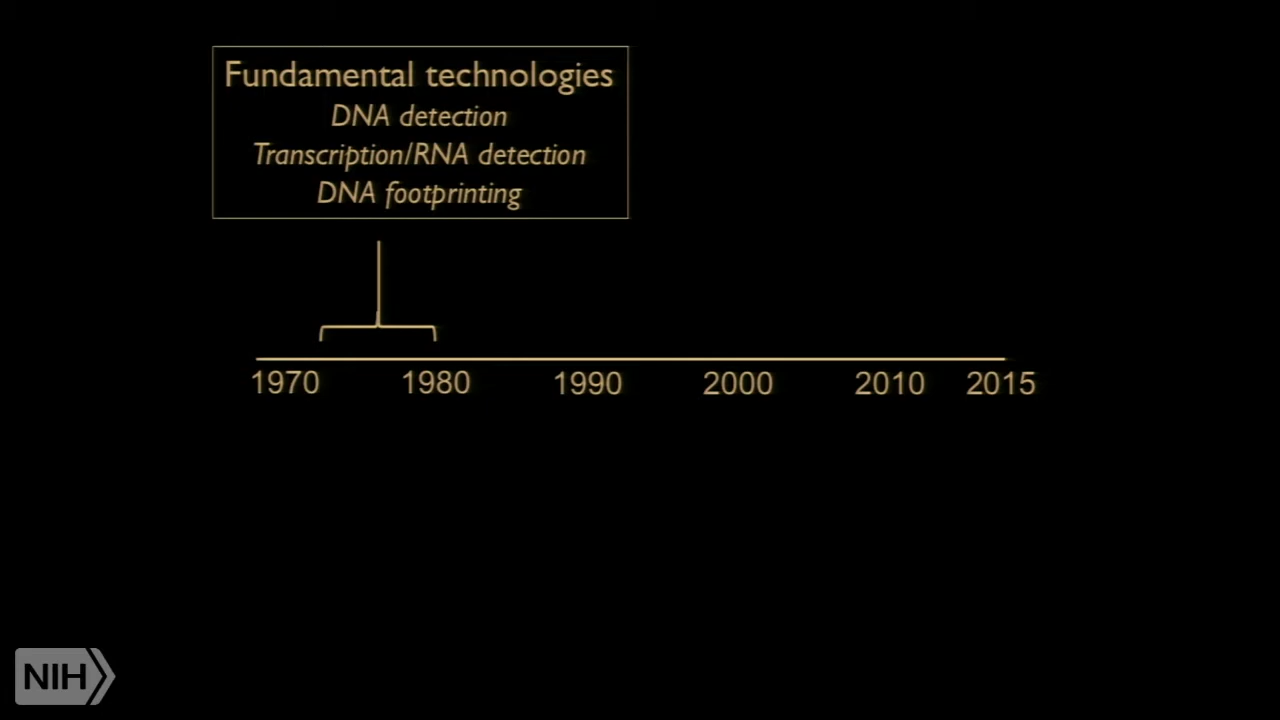 Fundamental technologies
DNA detection
Transcription/RNA detection
DNA footprinting
1970 1980 1990 2000 2010 2015
NIH